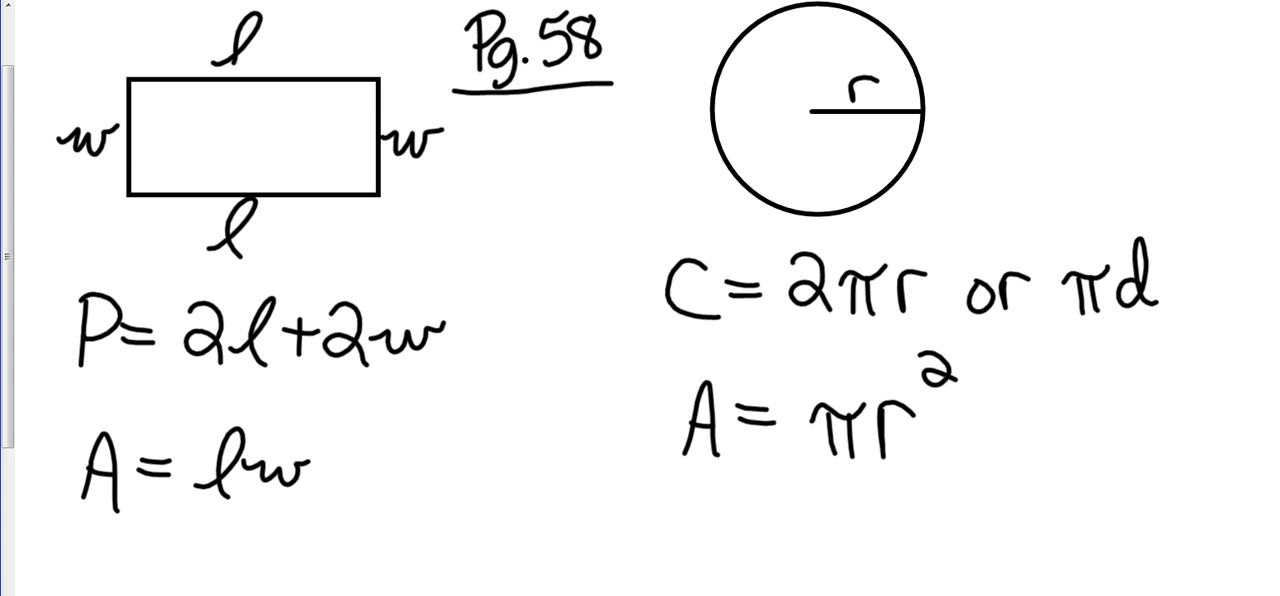 l
Pg. 58
w
w
l
P= 2l+2w
A= lw
r
C= 2πr or πd
A= πr²